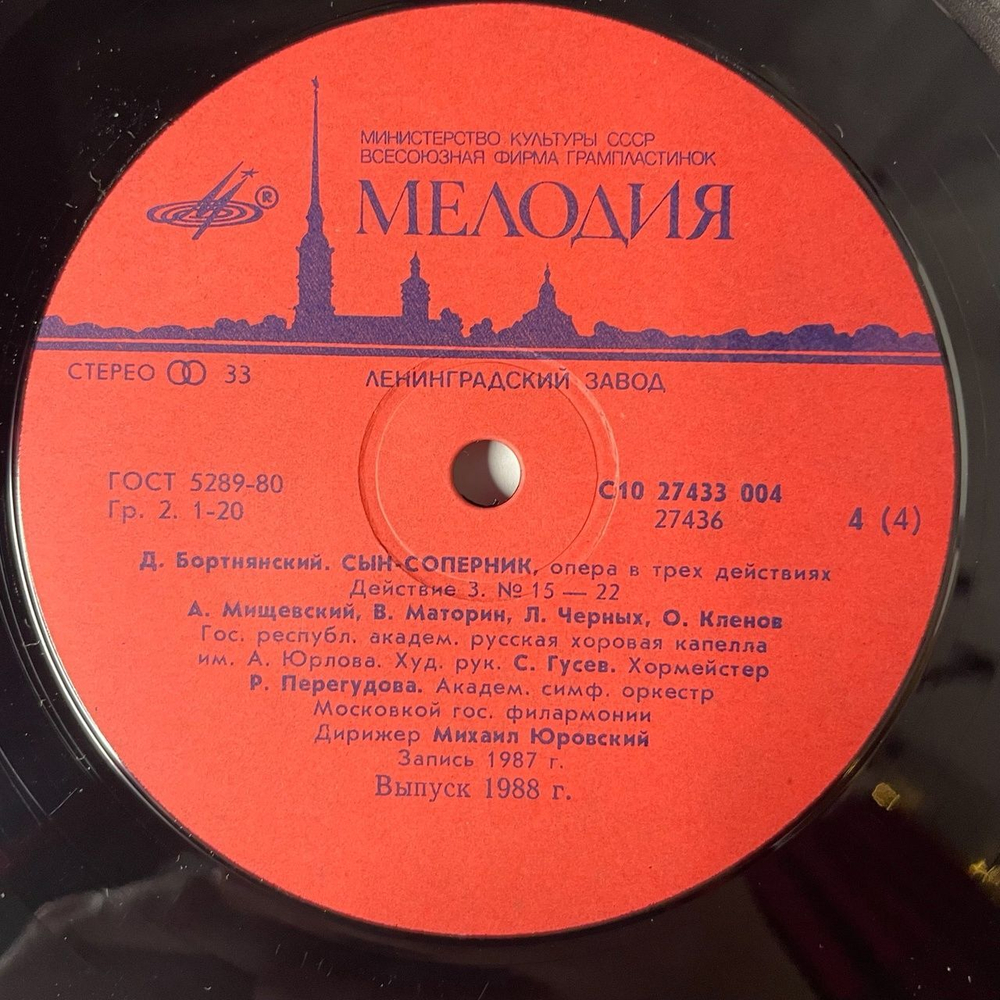 МИНИСТЕРСТВО КУЛЬТУРЫ СССР
ВСЕСОЮЗНАЯ ФИРМА ГРАМПЛАСТИНОК
МЕЛОДИЯ
®
СТЕРЕО 33
ЛЕНИНГРАДСКИЙ ЗАВОД
ГОСТ 5289-80
Гр. 2. 1-20
С10 27433 004
27436
4 (4)
Д. Бортнянский. СЫН-СОПЕРНИК, опера в трех действиях
Действие 3. № 15 — 22
А. Мищевский, В. Маторин, Л. Черных, О. Кленов
Гос. республ. академ. русская хоровая капелла
им. А. Юрлова. Худ. рук. С. Гусев. Хормейстер
Р. Перегудова. Академ. симф. оркестр
Московкой гос. филармонии
Дирижер Михаил Юровский
Запись 1987 г.
Выпуск 1988 г.